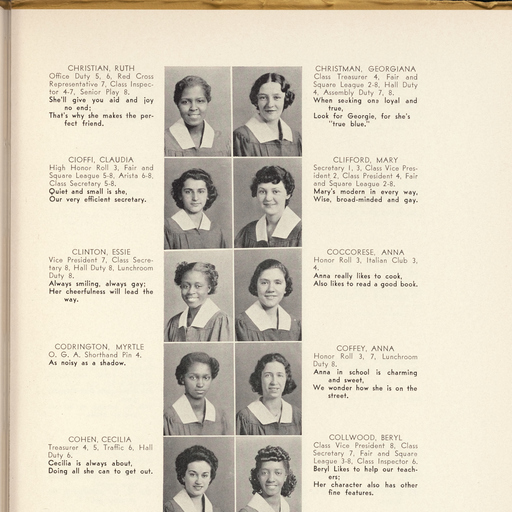 CHRISTIAN, RUTH
Office Duty 5, 6, Red Cross
Representative 7, Class Inspec-
tor 4-7, Senior Play 8.
She'll give you aid and joy
no end;
That's why she makes the per-
fect friend.
CIOFFI, CLAUDIA
High Honor Roll 3, Fair and
Square League 5-8, Arista 6-8,
Class Secretary 5-8.
Quiet and small is she,
Our very efficient secretary.
CLINTON, ESSIE
Vice President 7, Class Secre-
tary 8, Hall Duty 8, Lunchroom
Duty 8.
Always smiling, always gay;
Her cheerfulness will lead the
way.
CODRINGTON, MYRTLE
O. G. A. Shorthand Pin 4.
As noisy as a shadow.
COHEN, CECILIA
Treasurer 4, 5, Traffic 6, Hall
Duty 6.
Cecilia is always about,
Doing all she can to get out.
CHRISTMAN, GEORGIANA
Class Treasurer 4, Fair and
Square League 2-8, Hall Duty
4, Assembly Duty 7, 8.
When seeking one loyal and
true,
Look for Georgie, for she's
"true blue."
CLIFFORD, MARY
Secretary 1, 3, Class Vice Pres-
ident 2, Class President 4, Fair
and Square League 2-8.
Mary's modern in every way,
Wise, broad-minded and gay.
COCCORESE, ANNA
Honor Roll 3, Italian Club 3,
4.
Anna really likes to cook,
Also likes to read a good book.
COFFEY, ANNA
Honor Roll 3, 7, Lunchroom
Duty 8.
Anna in school is charming
and sweet,
We wonder how she is on the
street.
COLLWOOD, BERYL
Class Vice President 8, Class
Secretary 7, Fair and Square
League 3-8, Class Inspector 6.
Beryl Likes to help our teach-
ers;
Her character also has other
fine features.